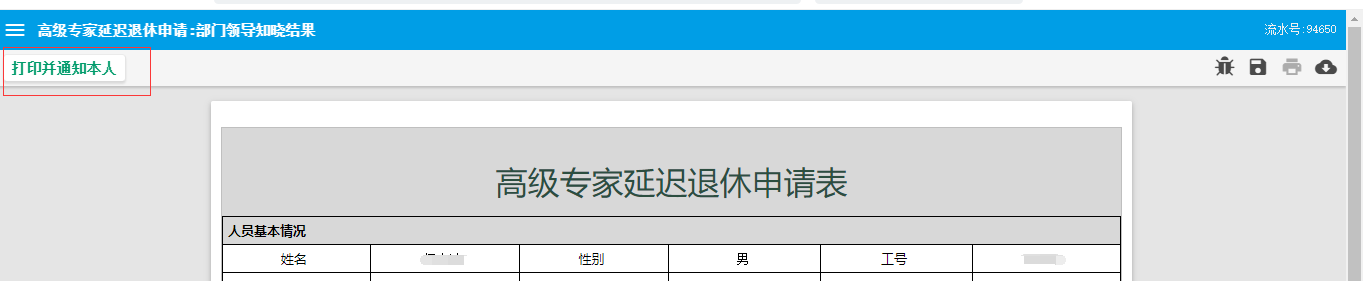 高级专家延迟退休申请:部门领导知晓结果
流水号:94650
打印并通知本人
高级专家延迟退休申请表
人员基本情况
姓名 性别 男 工号